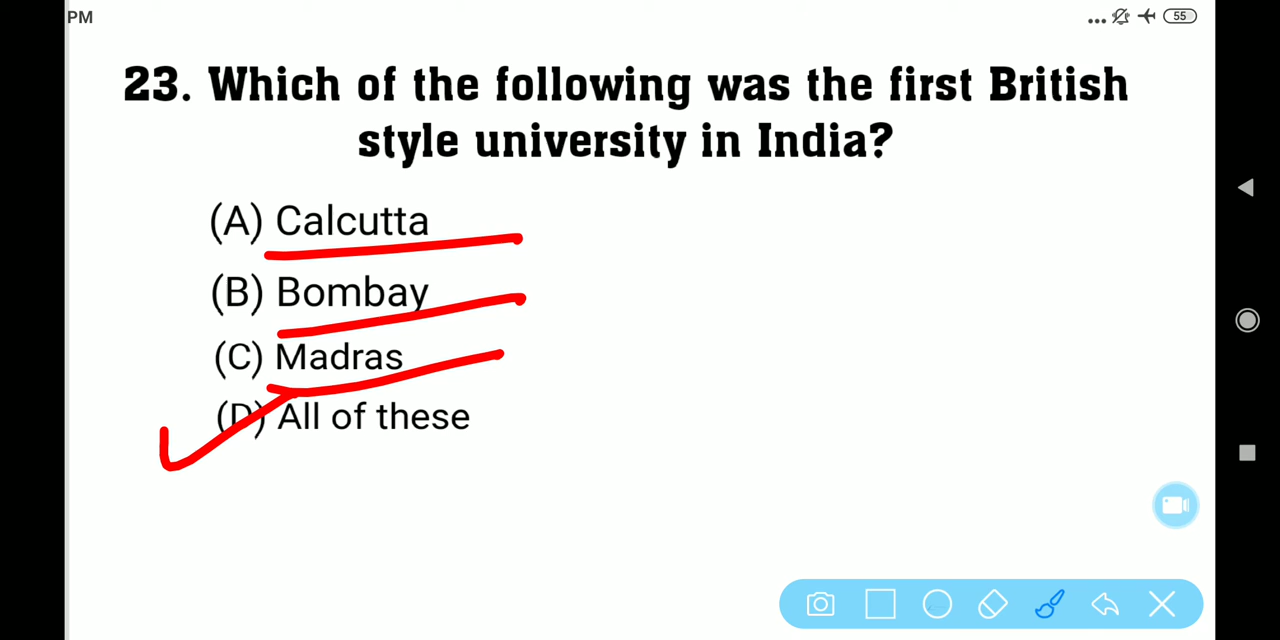 PM
55
23. Which of the following was the first British
style university in India?
(A) Calcutta
(B) Bombay
(C) Madras
(D) All of these